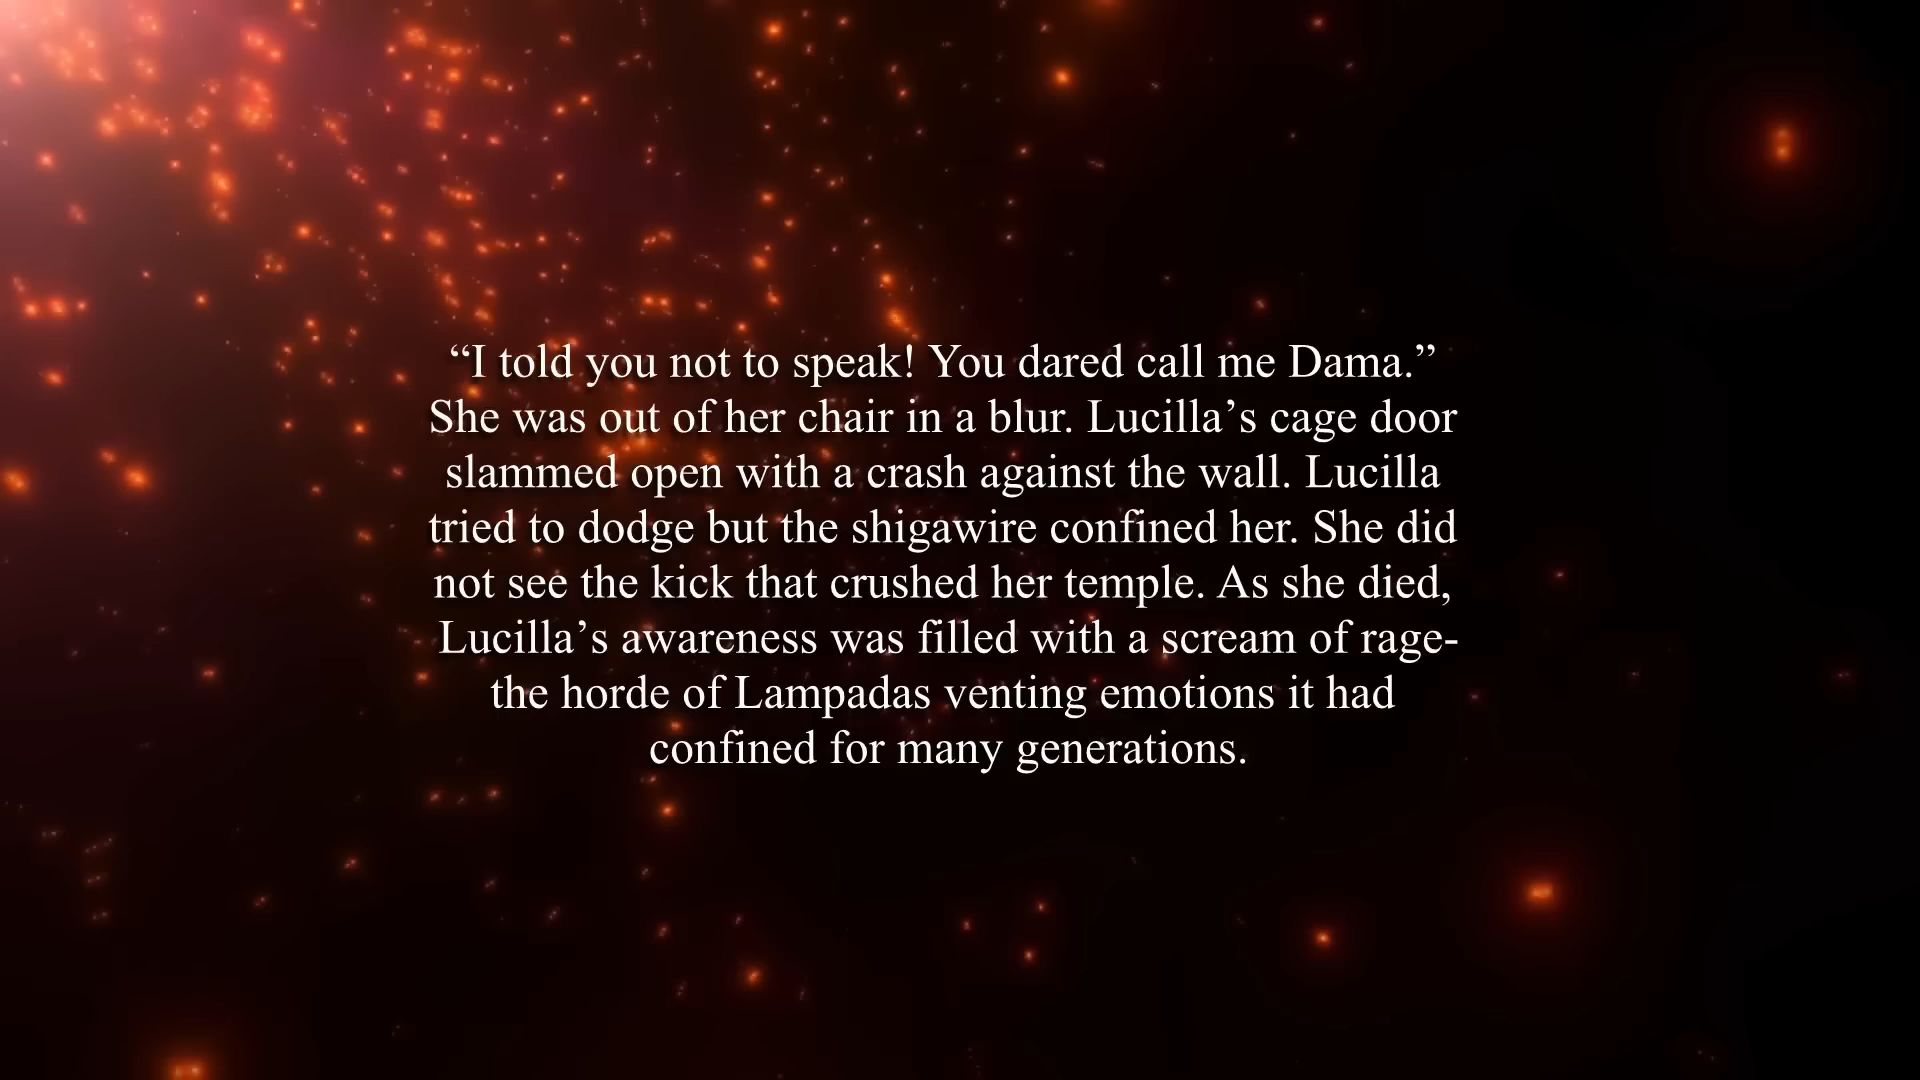 “I told you not to speak! You dared call me Dama.”
She was out of her chair in a blur. Lucilla’s cage door
slammed open with a crash against the wall. Lucilla
tried to dodge but the shigawire confined her. She did
not see the kick that crushed her temple. As she died,
Lucilla’s awareness was filled with a scream of rage-
the horde of Lampadas venting emotions it had
confined for many generations.